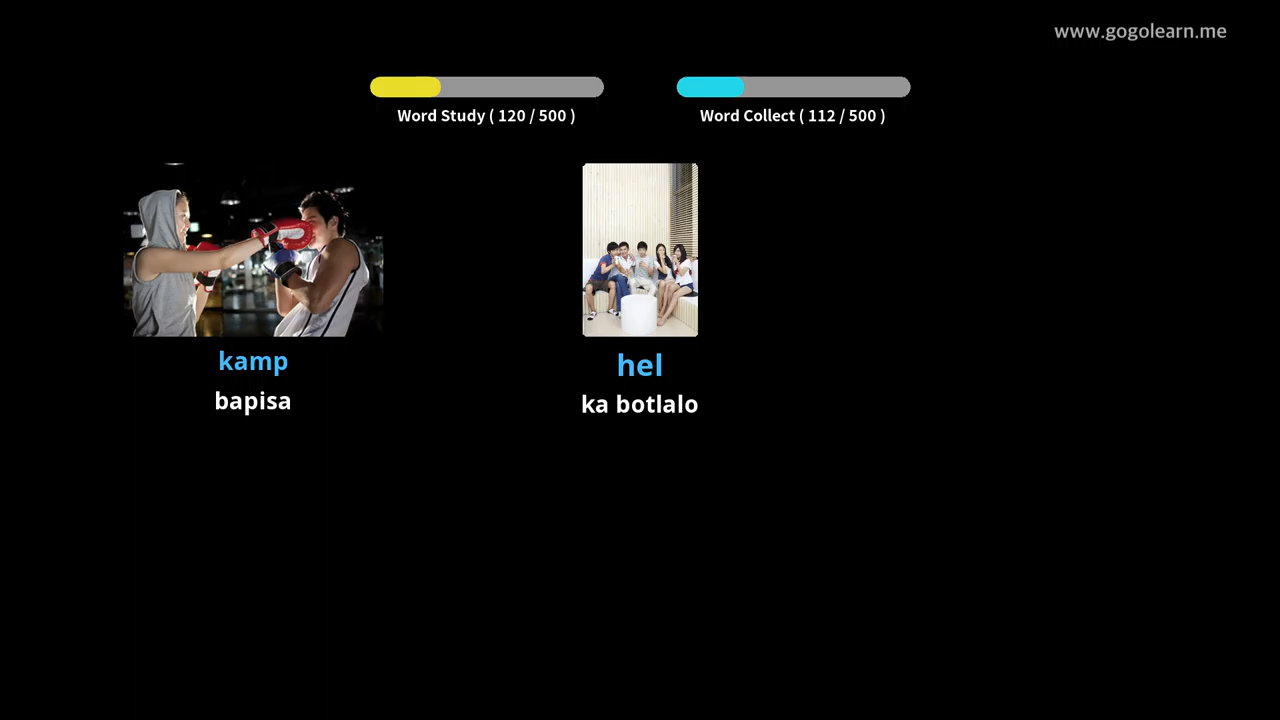 www.gogolearn.me
Word Study ( 120 / 500 )
Word Collect ( 112 / 500 )
kamp
bapisa
hel
ka botlalo